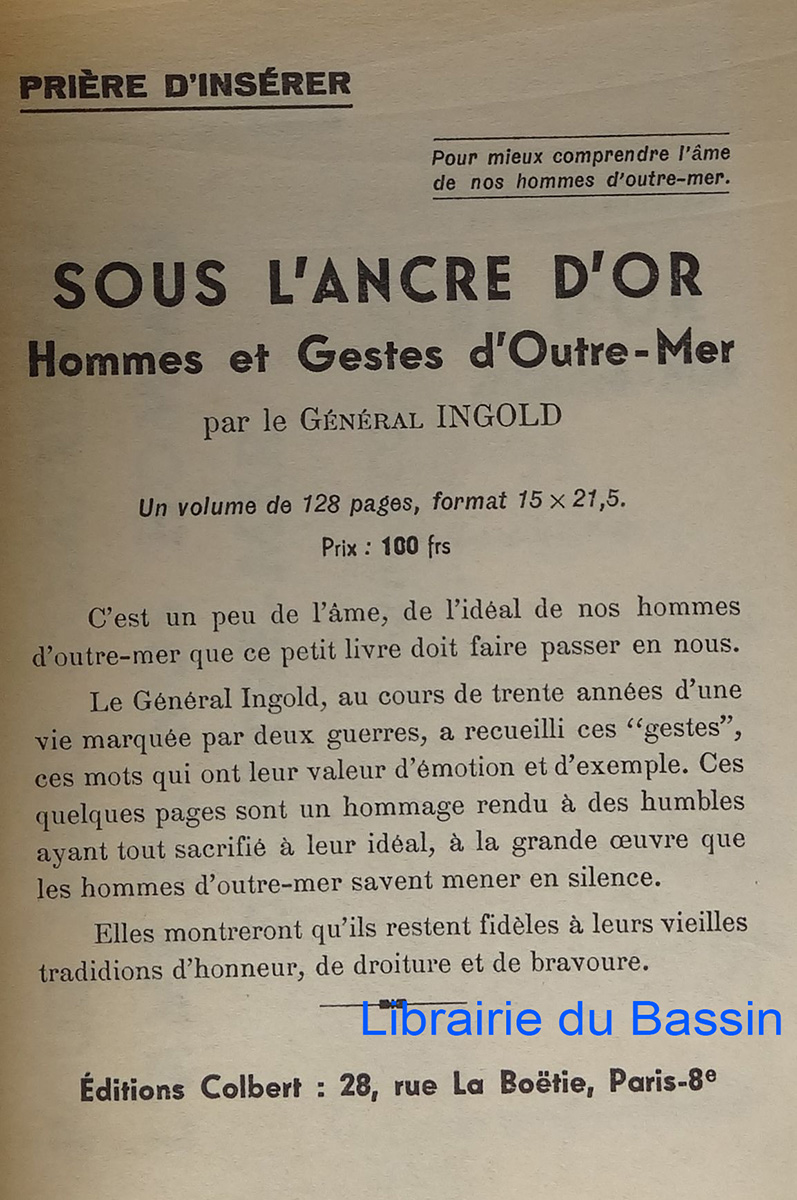 PRIÈRE D'INSÉRER
Pour mieux comprendre l'âme
de nos hommes d'outre-mer.
SOUS L'ANCRE D'OR
Hommes et Gestes d'Outre-Mer
par le GÉNÉRAL INGOLD
Un volume de 128 pages, format 15 × 21,5.
Prix : 100 frs
C'est un peu de l'âme, de l'idéal de nos hommes
d'outre-mer que ce petit livre doit faire passer en nous.
Le Général Ingold, au cours de trente années d'une
vie marquée par deux guerres, a recueilli ces “gestes”,
ces mots qui ont leur valeur d'émotion et d'exemple. Ces
quelques pages sont un hommage rendu à des humbles
ayant tout sacrifié à leur idéal, à la grande œuvre que
les hommes d'outre-mer savent mener en silence.
Elles montreront qu'ils restent fidèles à leurs vieilles
tradidions d'honneur, de droiture et de bravoure.
Librairie du Bassin
Éditions Colbert : 28, rue La Boëtie, Paris-8e